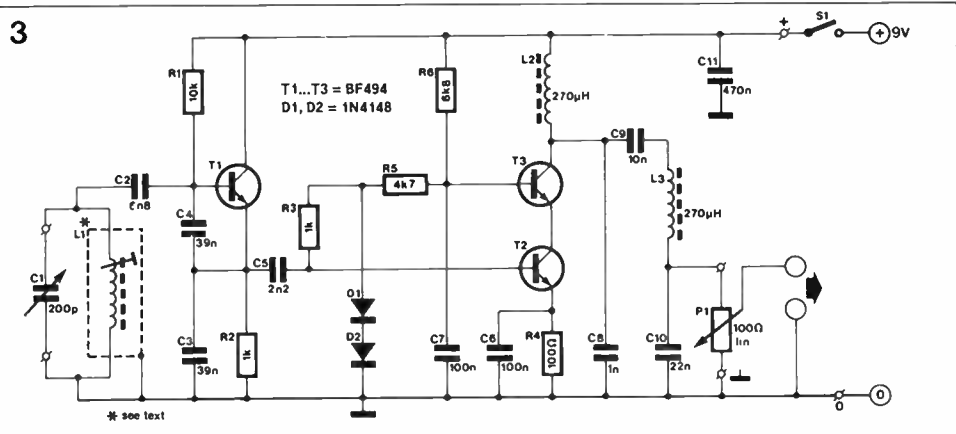 3
S1
+
+ 9V
R1
10k
T1...T3 = BF494
D1, D2 = 1N4148
R6
6k8
L2
270µH
C11
470n
C9
10n
T1
T3
C2
6n8
R5
4k7
L3
270µH
*
L1
C4
39n
R3
1k
C5
2n2
T2
C1
200p
D1
D2
P1
100Ω
lin
C3
39n
R2
1k
C7
100n
C6
100n
R4
100Ω
C8
1n
C10
22n
* see text
0
0